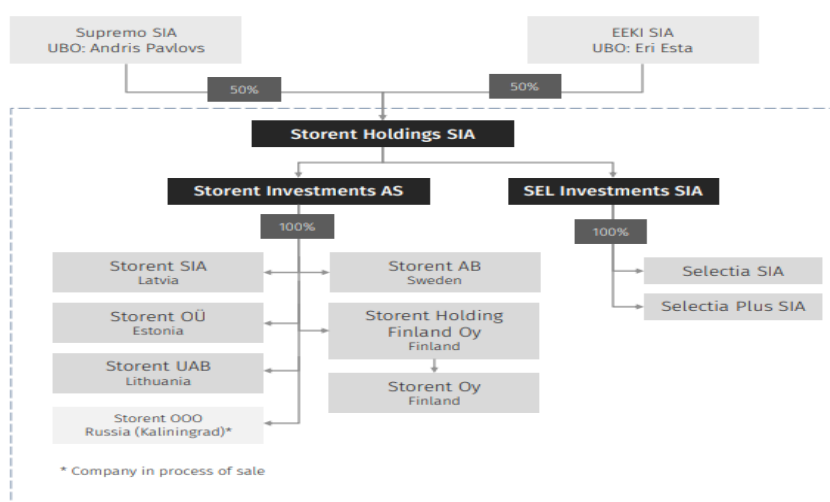 Supremo SIA
UBO: Andris Pavlovs
EEKI SIA
UBO: Eri Esta
50%
50%
Storent Holdings SIA
Storent Investments AS
SEL Investments SIA
100%
100%
Storent SIA
Latvia
Storent AB
Sweden
Selectia SIA
Storent OÜ
Estonia
Storent Holding
Finland Oy
Finland
Selectia Plus SIA
Storent UAB
Lithuania
Storent Oy
Finland
Storent OOO
Russia (Kaliningrad)*
* Company in process of sale